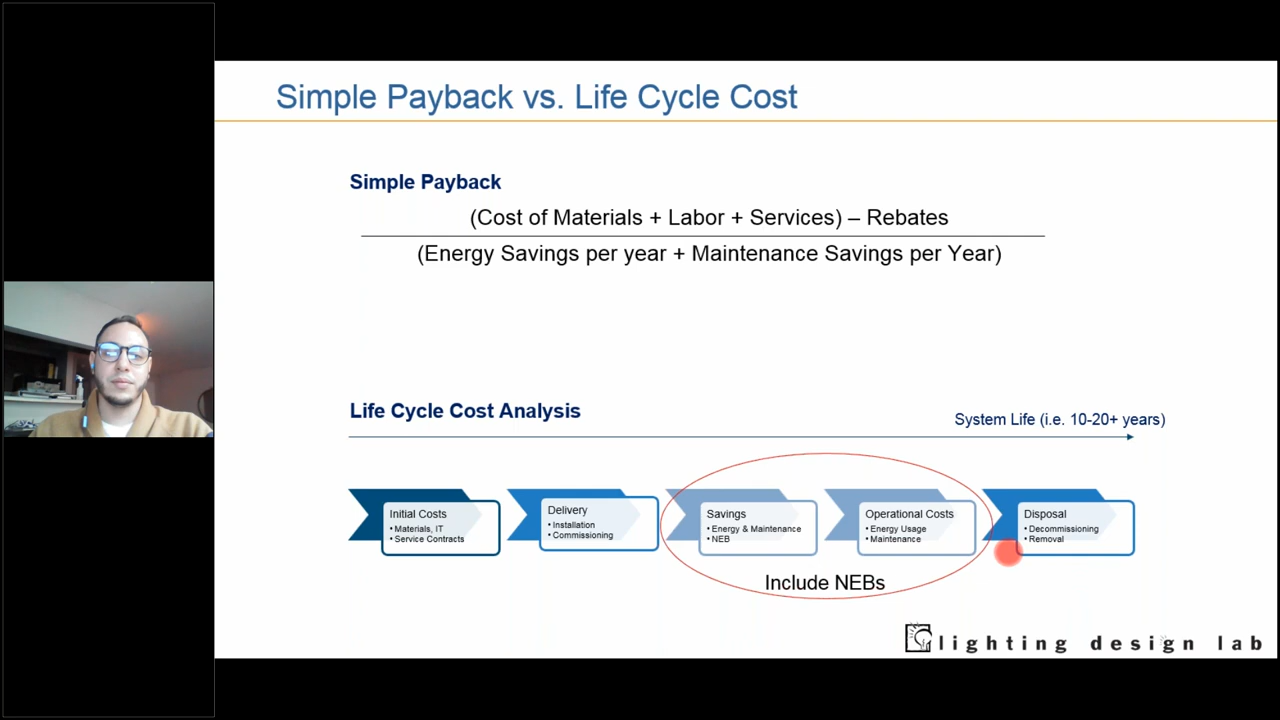 Simple Payback vs. Life Cycle Cost
Simple Payback
(Cost of Materials + Labor + Services) – Rebates
(Energy Savings per year + Maintenance Savings per Year)
Life Cycle Cost Analysis
System Life (i.e. 10-20+ years)
Initial Costs
• Materials, IT
• Service Contracts
Delivery
• Installation
• Commissioning
Savings
• Energy & Maintenance
• NEB
Operational Costs
• Energy Usage
• Maintenance
Disposal
• Decommissioning
• Removal
Include NEBs
lighting design lab